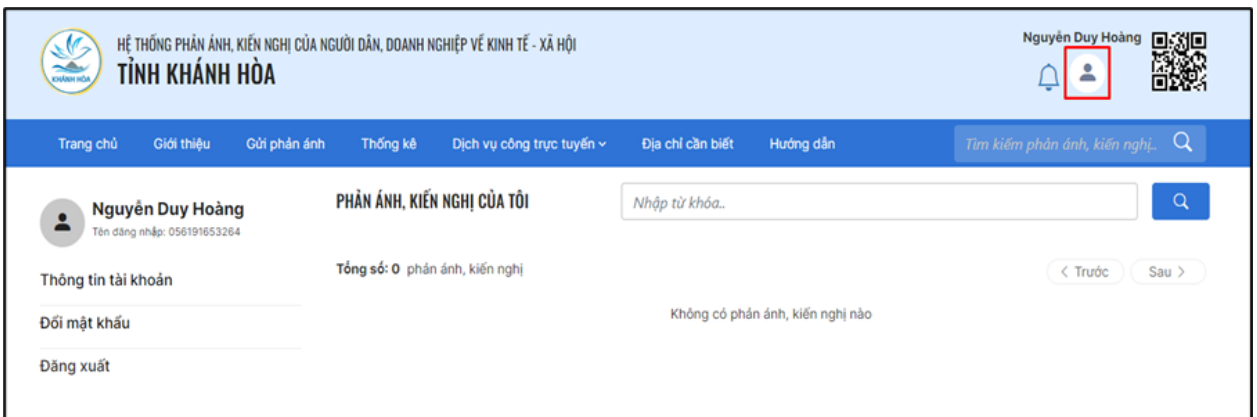 HỆ THỐNG PHẢN ÁNH, KIẾN NGHỊ CỦA NGƯỜI DÂN, DOANH NGHIỆP VỀ KINH TẾ - XÃ HỘI
TỈNH KHÁNH HÒA
KHÁNH HÒA
Nguyễn Duy Hoàng
Trang chủ Giới thiệu Gửi phản ánh Thống kê Dịch vụ công trực tuyến Địa chỉ cần biết Hướng dẫn Tìm kiếm phản ánh, kiến nghị..
Nguyễn Duy Hoàng
Tên đăng nhập: 056191653264
Thông tin tài khoản
Đổi mật khẩu
Đăng xuất
PHẢN ÁNH, KIẾN NGHỊ CỦA TÔI
Nhập từ khóa..
Tổng số: 0 phản ánh, kiến nghị
< Trước Sau >
Không có phản ánh, kiến nghị nào